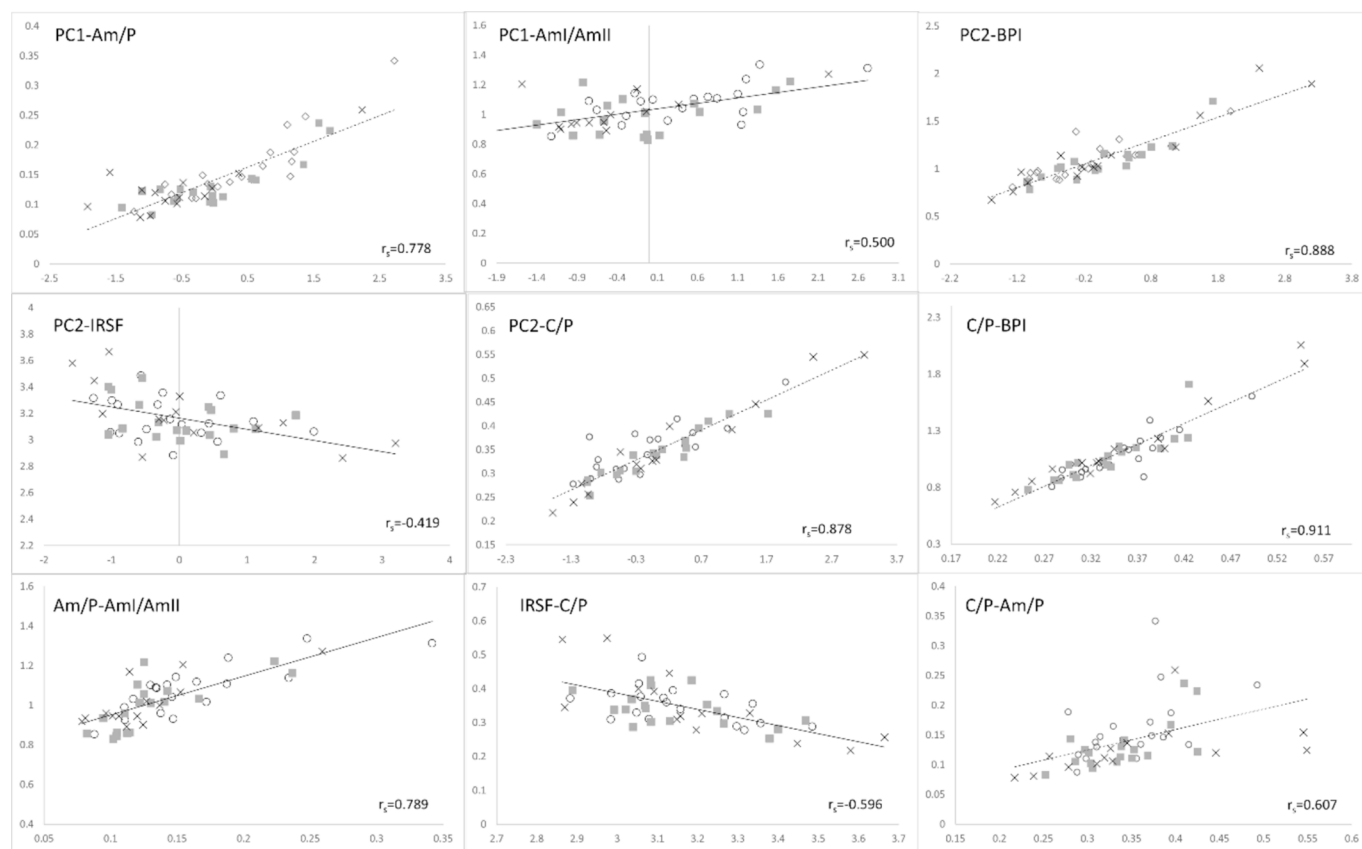 PC1-Am/P
0.4
0.35
0.3
0.25
0.2
0.15
0.1
0.05
0
-2.5 -1.5 -0.5 0.5 1.5 2.5 3.5
rs=0.778
PC1-AmI/AmII
1.6
1.4
1.2
1
0.8
0.6
0.4
0.2
0
-1.9 -1.4 -0.9 -0.4 0.1 0.6 1.1 1.6 2.1 2.6 3.1
rs=0.500
PC2-BPI
2.5
2
1.5
1
0.5
0
-2.2 -1.2 -0.2 0.8 1.8 2.8 3.8
rs=0.888
PC2-IRSF
4
3.8
3.6
3.4
3.2
3
2.8
2.6
2.4
2.2
-2 -1 0 1 2 3 4
rs=-0.419
PC2-C/P
0.65
0.6
0.55
0.5
0.45
0.4
0.35
0.3
0.25
0.2
0.15
-2.3 -1.3 -0.3 0.7 1.7 2.7 3.7
rs=0.878
C/P-BPI
2.3
1.8
1.3
0.8
0.3
0.17 0.22 0.27 0.32 0.37 0.42 0.47 0.52 0.57
rs=0.911
Am/P-AmI/AmII
1.6
1.4
1.2
1
0.8
0.6
0.4
0.2
0
0.05 0.1 0.15 0.2 0.25 0.3 0.35
rs=0.789
IRSF-C/P
0.7
0.6
0.5
0.4
0.3
0.2
0.1
0
2.8 2.9 3 3.1 3.2 3.3 3.4 3.5 3.6 3.7
rs=-0.596
C/P-Am/P
0.4
0.35
0.3
0.25
0.2
0.15
0.1
0.05
0
0.15 0.2 0.25 0.3 0.35 0.4 0.45 0.5 0.55 0.6
rs=0.607